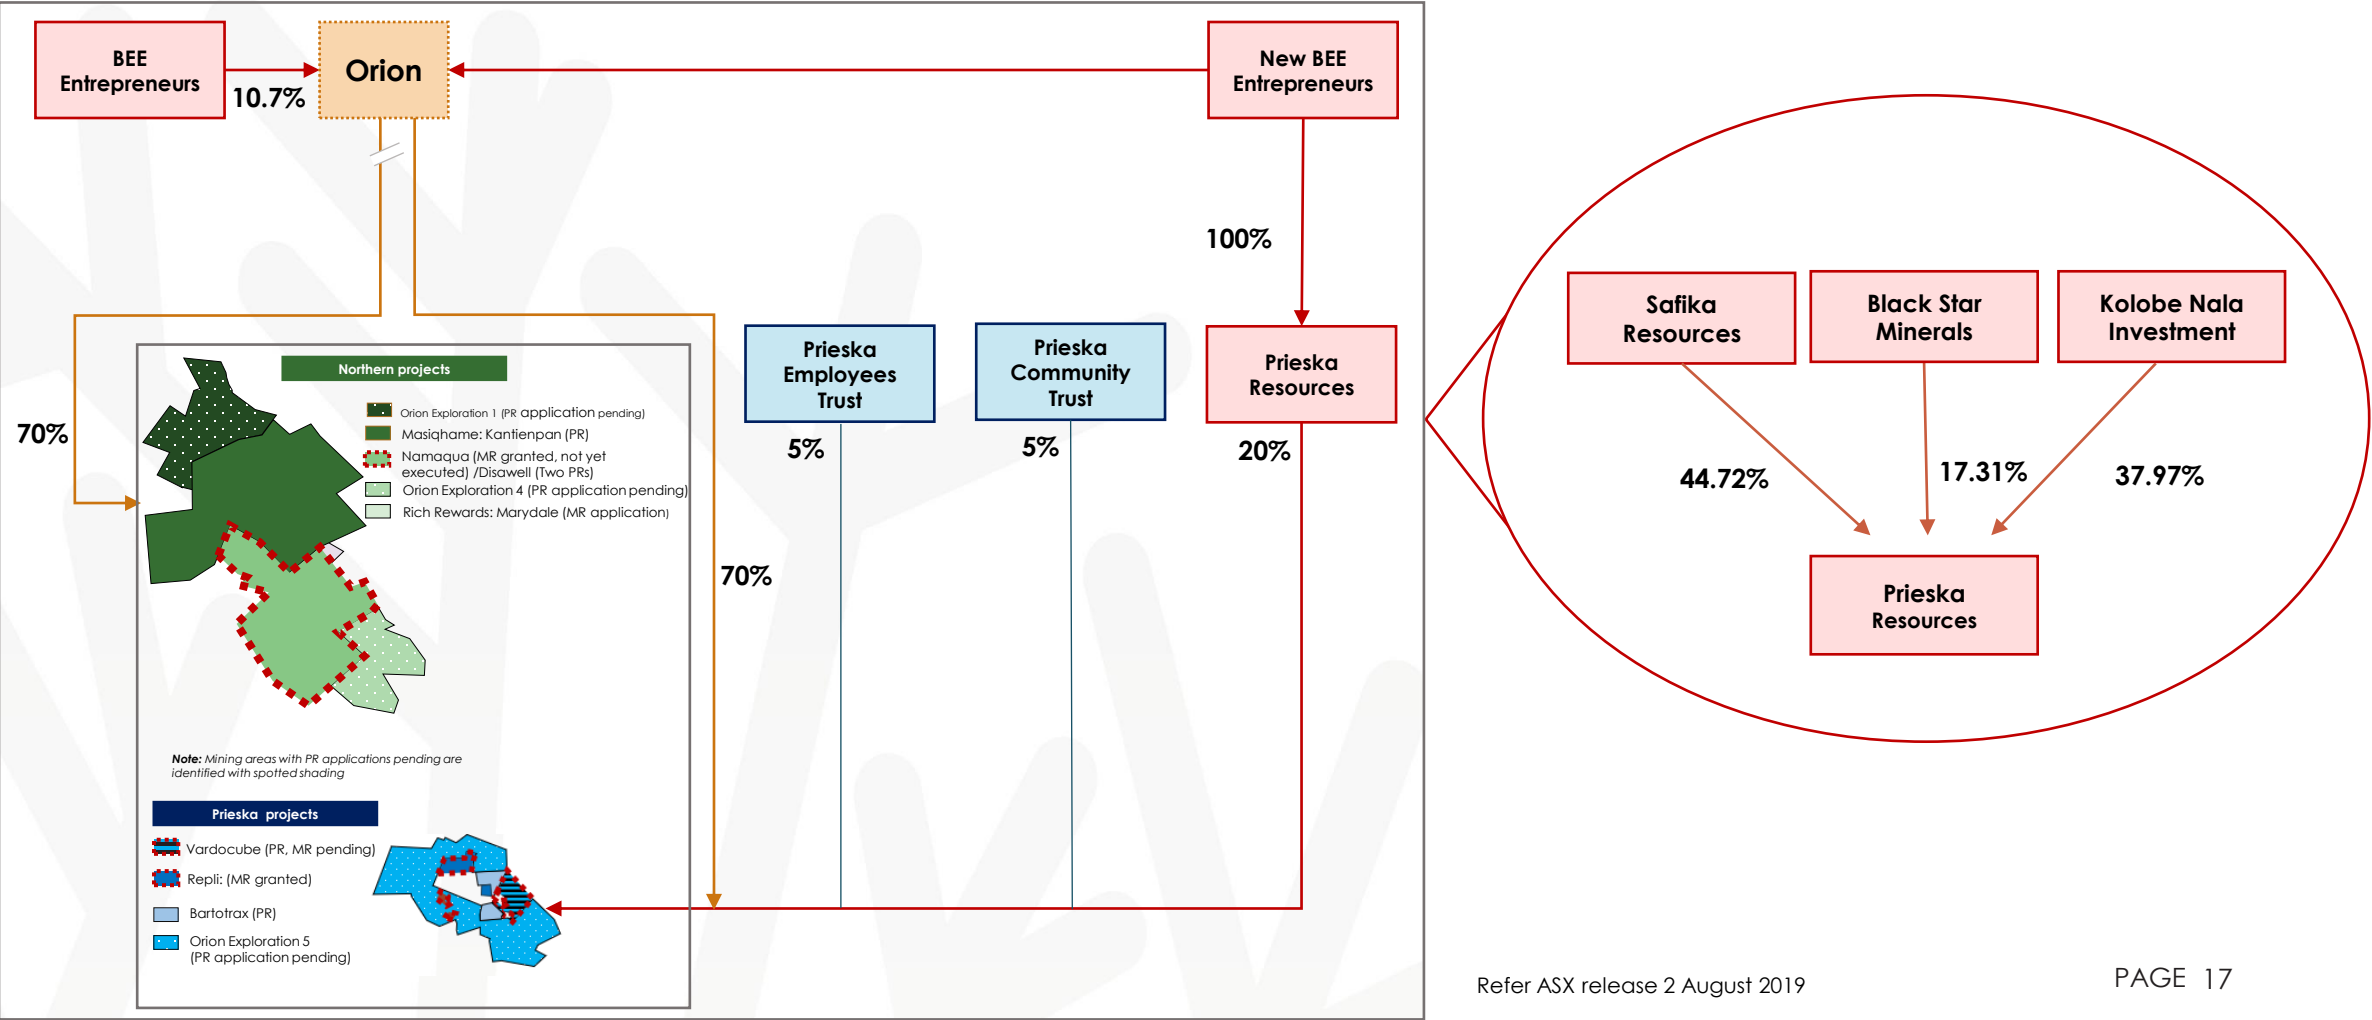 BEE
Entrepreneurs
10.7%
Orion
New BEE
Entrepreneurs
100%
70%
Northern projects
Orion Exploration 1 (PR application pending)
Masiqhame: Kantienpan (PR)
Namaqua (MR granted, not yet
executed) /Disawell (Two PRs)
Orion Exploration 4 (PR application pending)
Rich Rewards: Marydale (MR application)
Note: Mining areas with PR applications pending are
identified with spotted shading
Prieska projects
Vardocube (PR, MR pending)
Repli: (MR granted)
Bartotrax (PR)
Orion Exploration 5
(PR application pending)
70%
Prieska
Employees
Trust
5%
Prieska
Community
Trust
5%
Prieska
Resources
20%
Safika
Resources
Black Star
Minerals
Kolobe Nala
Investment
44.72%
17.31%
37.97%
Prieska
Resources
Refer ASX release 2 August 2019
PAGE 17